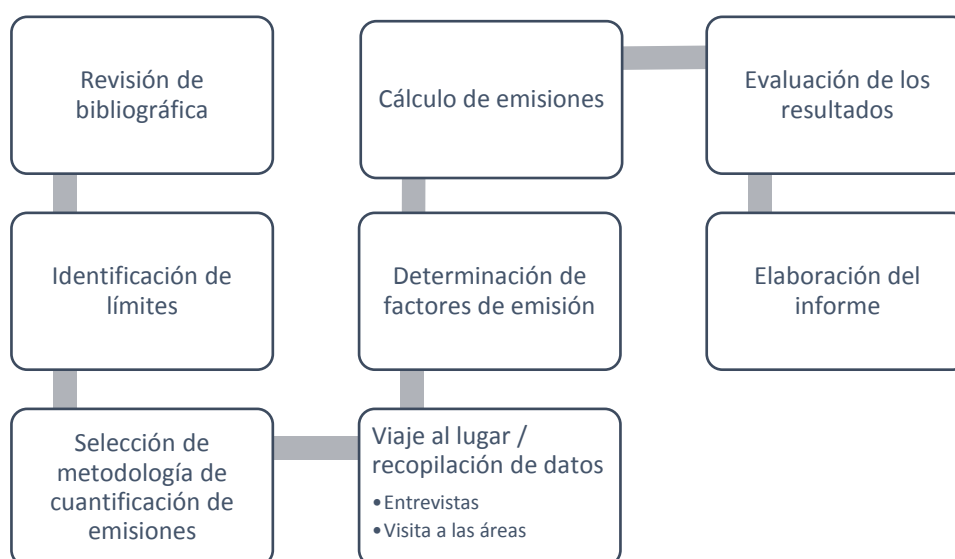 Revisión de
bibliográfica
Identificación de
límites
Selección de
metodología de
cuantificación de
emisiones
Viaje al lugar /
recopilación de datos
•Entrevistas
•Visita a las áreas
Determinación de
factores de emisión
Cálculo de emisiones
Evaluación de los
resultados
Elaboración del
informe